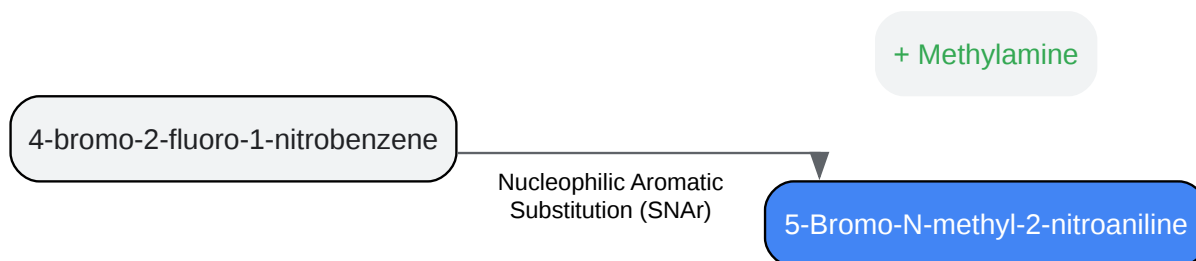 + Methylamine
4-bromo-2-fluoro-1-nitrobenzene
Nucleophilic Aromatic
Substitution (SNAr)
5-Bromo-N-methyl-2-nitroaniline